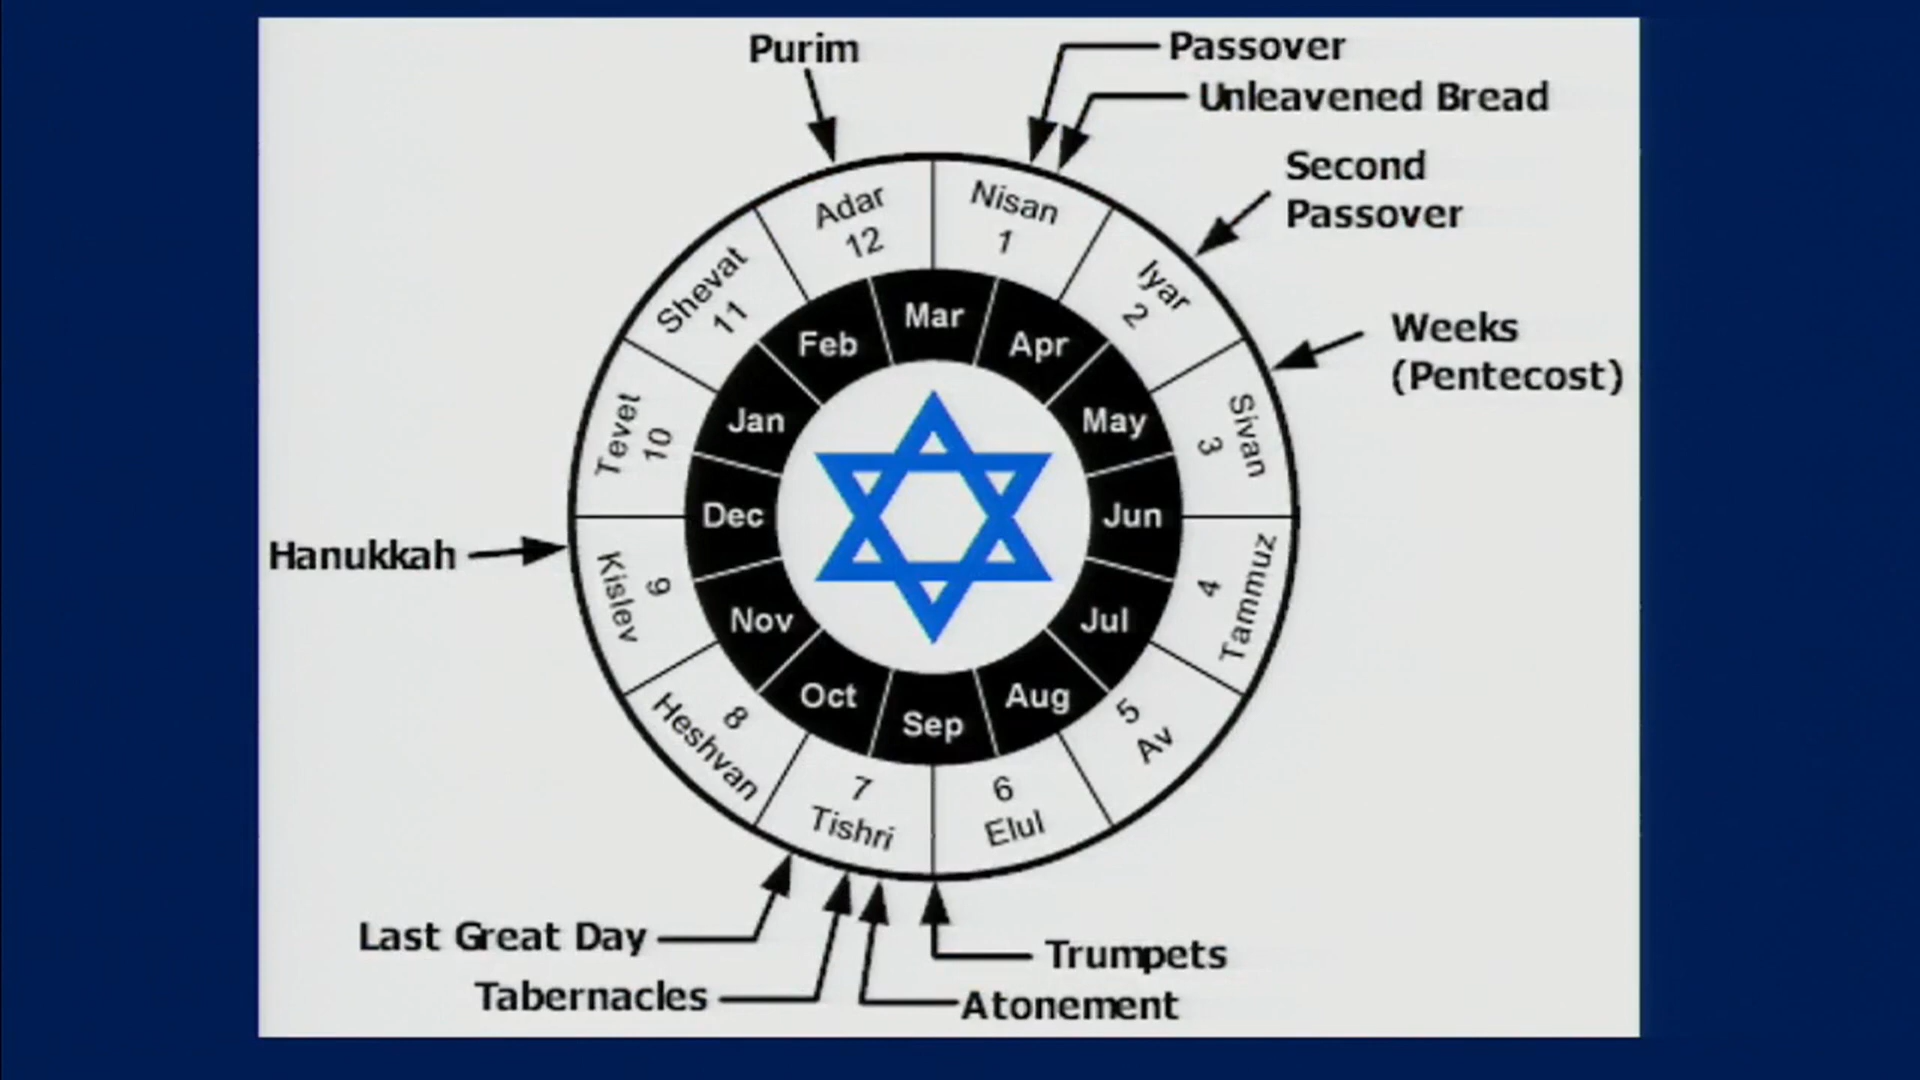 Purim
Passover
Unleavened Bread
Second
Passover
Weeks
(Pentecost)
Hanukkah
Last Great Day
Tabernacles
Trumpets
Atonement
Nisan
1
Iyar
2
Sivan
3
4
Tammuz
5
Av
6
Elul
7
Tishri
8
Heshvan
9
Kislev
Tevet
10
Shevat
11
Adar
12
Mar
Apr
May
Jun
Jul
Aug
Sep
Oct
Nov
Dec
Jan
Feb